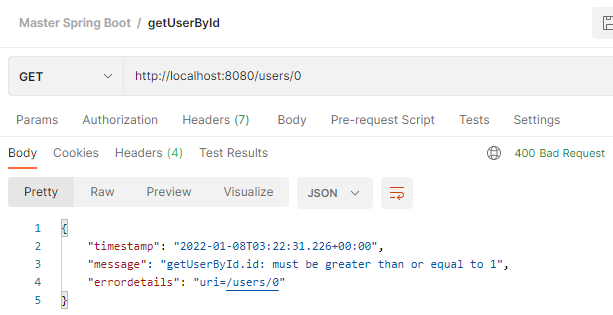 Master Spring Boot / getUserById
GET http://localhost:8080/users/0
Params Authorization Headers (7) Body Pre-request Script Tests Settings
Body Cookies Headers (4) Test Results 400 Bad Request
Pretty Raw Preview Visualize JSON
1 {
2 "timestamp": "2022-01-08T03:22:31.226+00:00",
3 "message": "getUserById.id: must be greater than or equal to 1",
4 "errordetails": "uri=/users/0"
5 }